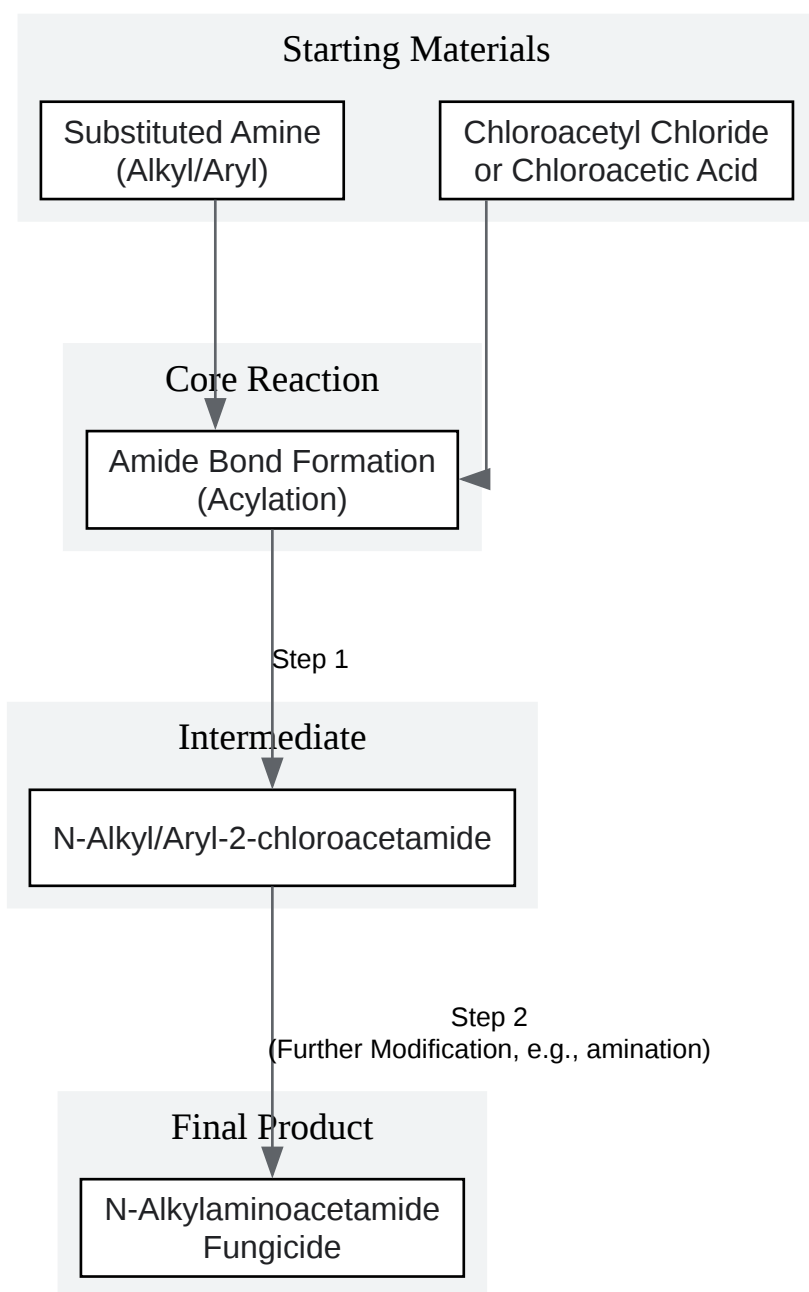 Starting Materials
Substituted Amine
(Alkyl/Aryl)
Chloroacetyl Chloride
or Chloroacetic Acid
Core Reaction
Amide Bond Formation
(Acylation)
Step 1
Intermediate
N-Alkyl/Aryl-2-chloroacetamide
Step 2
(Further Modification, e.g., amination)
Final Product
N-Alkylaminoacetamide
Fungicide